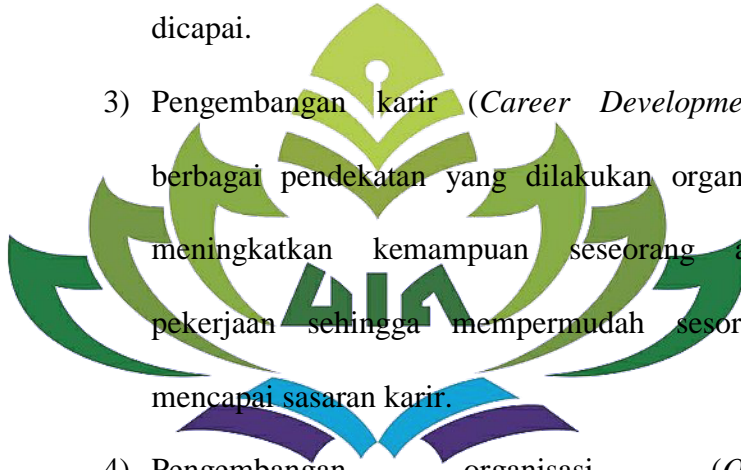 dicapai.
3) Pengembangan karir (Career Developme
berbagai pendekatan yang dilakukan organ
meningkatkan kemampuan seseorang a
pekerjaan sehingga mempermudah sesor
mencapai sasaran karir.
4) Pengembangan organisasi (